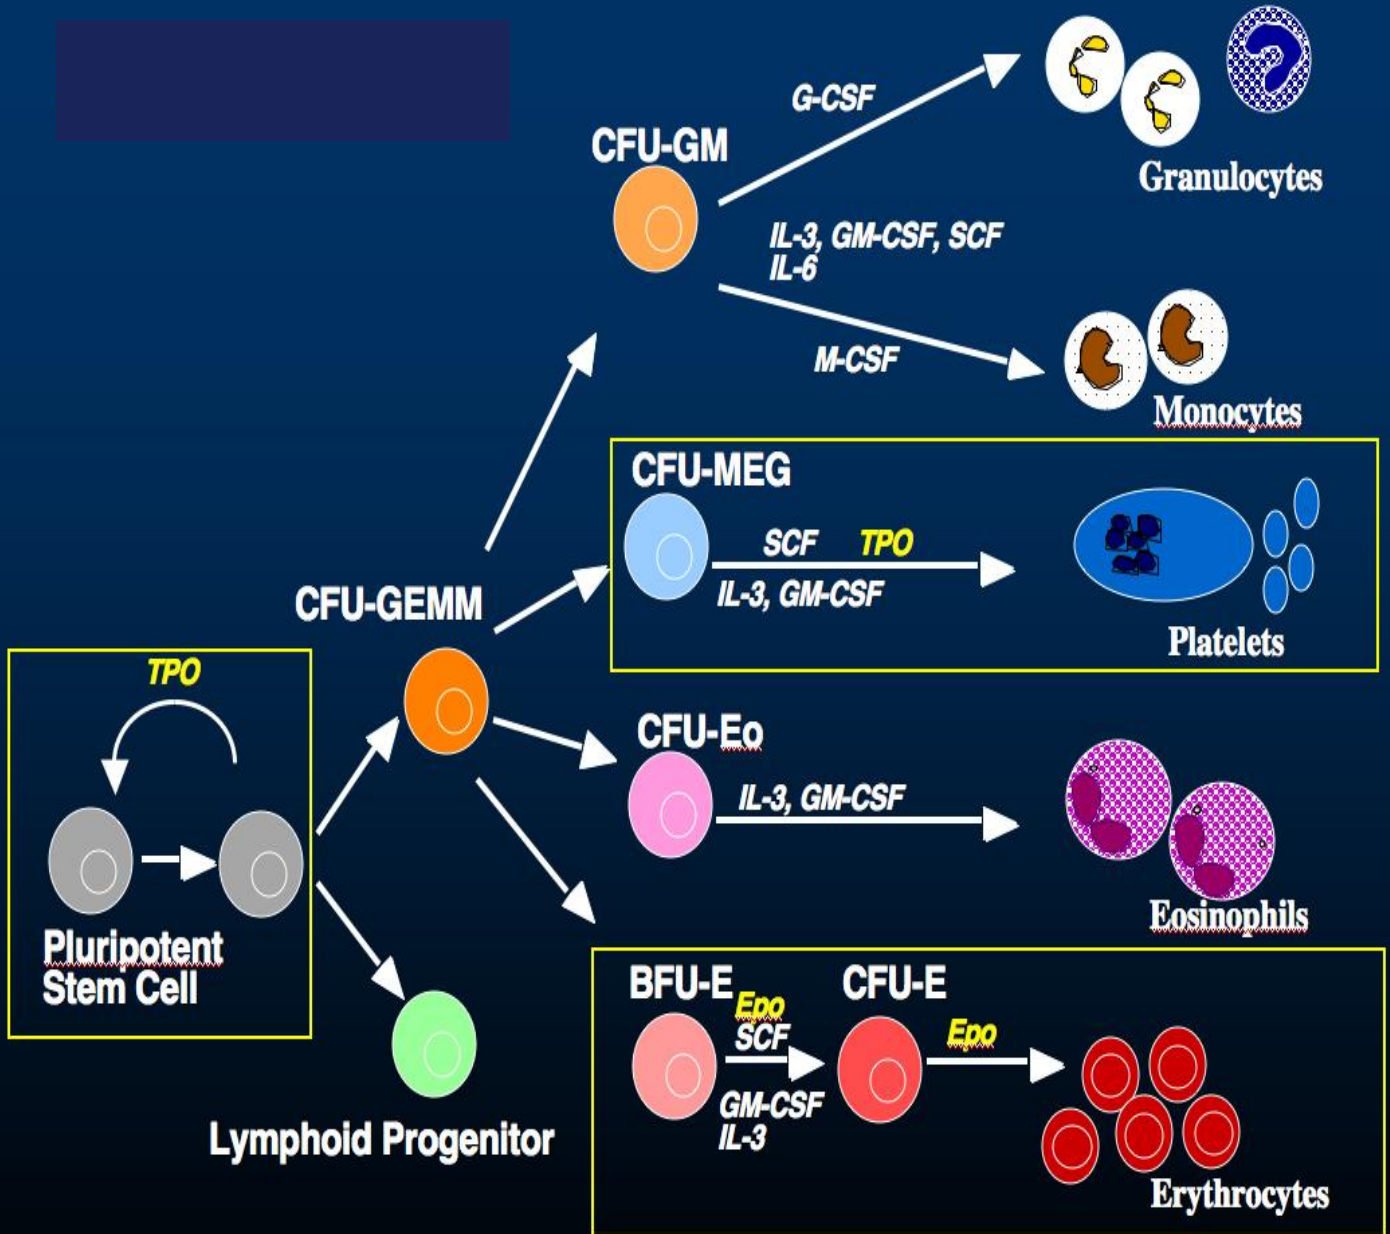 G-CSF
CFU-GM
Granulocytes
IL-3, GM-CSF, SCF
IL-6
M-CSF
Monocytes
CFU-MEG
SCF TPO
IL-3, GM-CSF
Platelets
CFU-GEMM
TPO
CFU-Eo
IL-3, GM-CSF
Eosinophils
Pluripotent
Stem Cell
BFU-E CFU-E
Epo
SCF
Epo
GM-CSF
IL-3
Lymphoid Progenitor
Erythrocytes